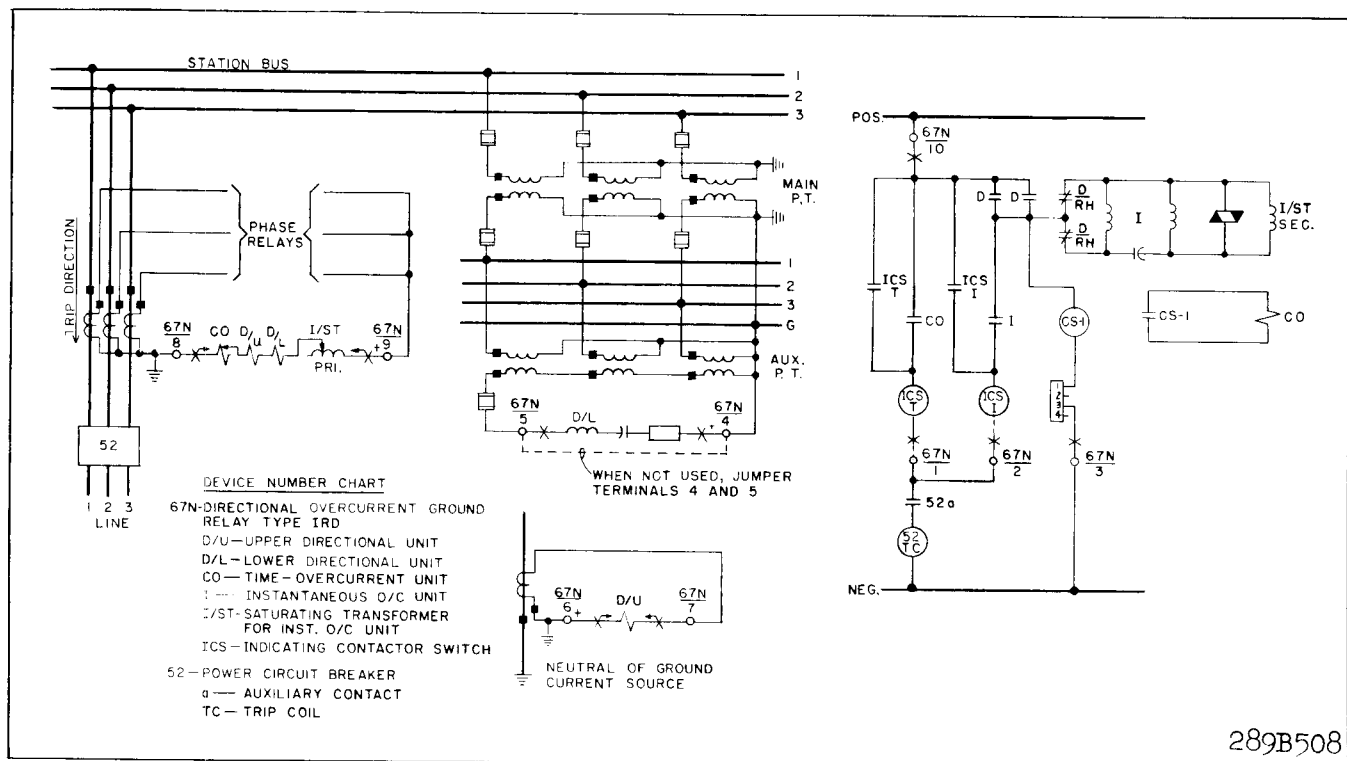 STATION BUS
1
2
3
TRIP DIRECTION
PHASE
RELAYS
67N
8
CO
D/U
D/L
I/ST
PRI.
67N
+9
52
1 2 3
LINE
MAIN
P.T.
1
2
3
G
AUX.
P.T.
67N
5
D/L
67N
4
+
WHEN NOT USED, JUMPER
TERMINALS 4 AND 5
DEVICE NUMBER CHART
67N-DIRECTIONAL OVERCURRENT GROUND
RELAY TYPE IRD
D/U—UPPER DIRECTIONAL UNIT
D/L—LOWER DIRECTIONAL UNIT
CO—TIME-OVERCURRENT UNIT
I—INSTANTANEOUS O/C UNIT
I/ST-SATURATING TRANSFORMER
FOR INST. O/C UNIT
ICS—INDICATING CONTACTOR SWITCH
52—POWER CIRCUIT BREAKER
a—AUXILIARY CONTACT
TC—TRIP COIL
67N
6
+
D/U
67N
7
NEUTRAL OF GROUND
CURRENT SOURCE
POS.
67N
10
D
D
D
RH
D
RH
I
I/ST
SEC.
ICS
T
CO
ICS
I
I
CS-1
CS-1
CO
ICS
T
ICS
I
1
2
3
4
67N
1
67N
2
67N
3
52a
52
TC
NEG.
289B508